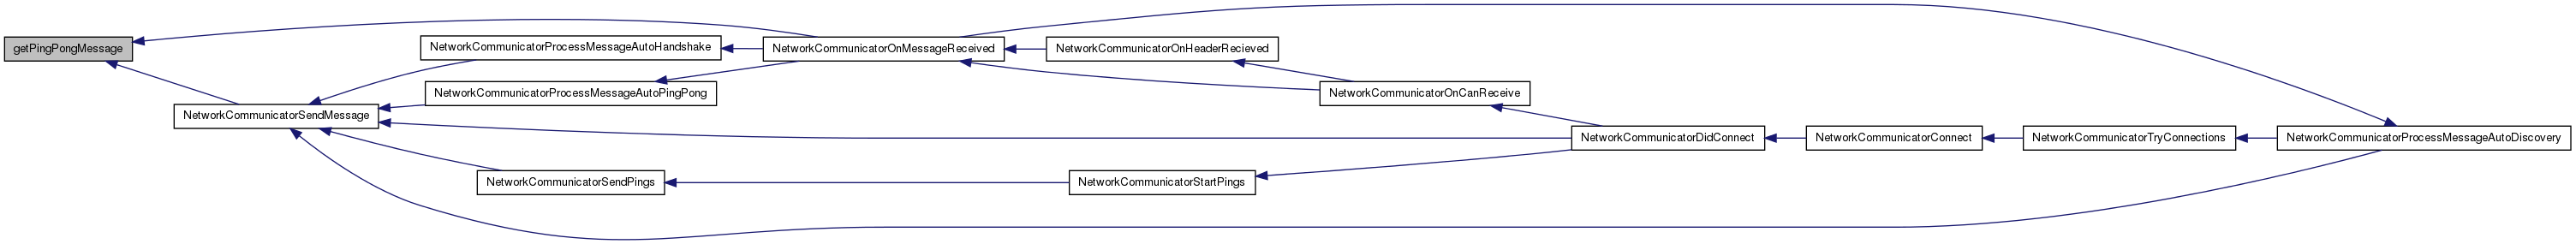 getPingPongMessage
NetworkCommunicatorSendMessage
NetworkCommunicatorProcessMessageAutoHandshake
NetworkCommunicatorProcessMessageAutoPingPong
NetworkCommunicatorSendPings
NetworkCommunicatorOnMessageReceived
NetworkCommunicatorOnHeaderRecieved
NetworkCommunicatorStartPings
NetworkCommunicatorOnCanReceive
NetworkCommunicatorDidConnect
NetworkCommunicatorConnect
NetworkCommunicatorTryConnections
NetworkCommunicatorProcessMessageAutoDiscovery